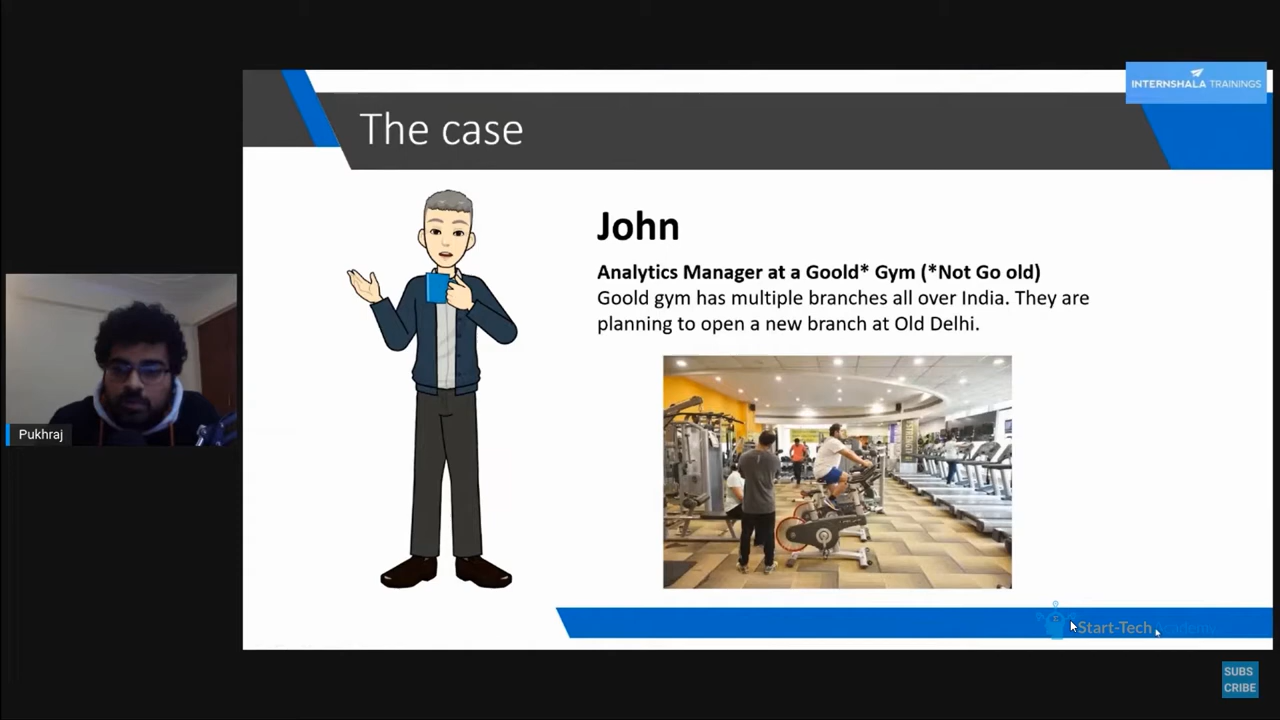 INTERNSHALA TRAININGS
The case
John
Analytics Manager at a Goold* Gym (*Not Go old)
Goold gym has multiple branches all over India. They are
planning to open a new branch at Old Delhi.
Pukhraj
Start-Tech Academy
SUBS
CRIBE